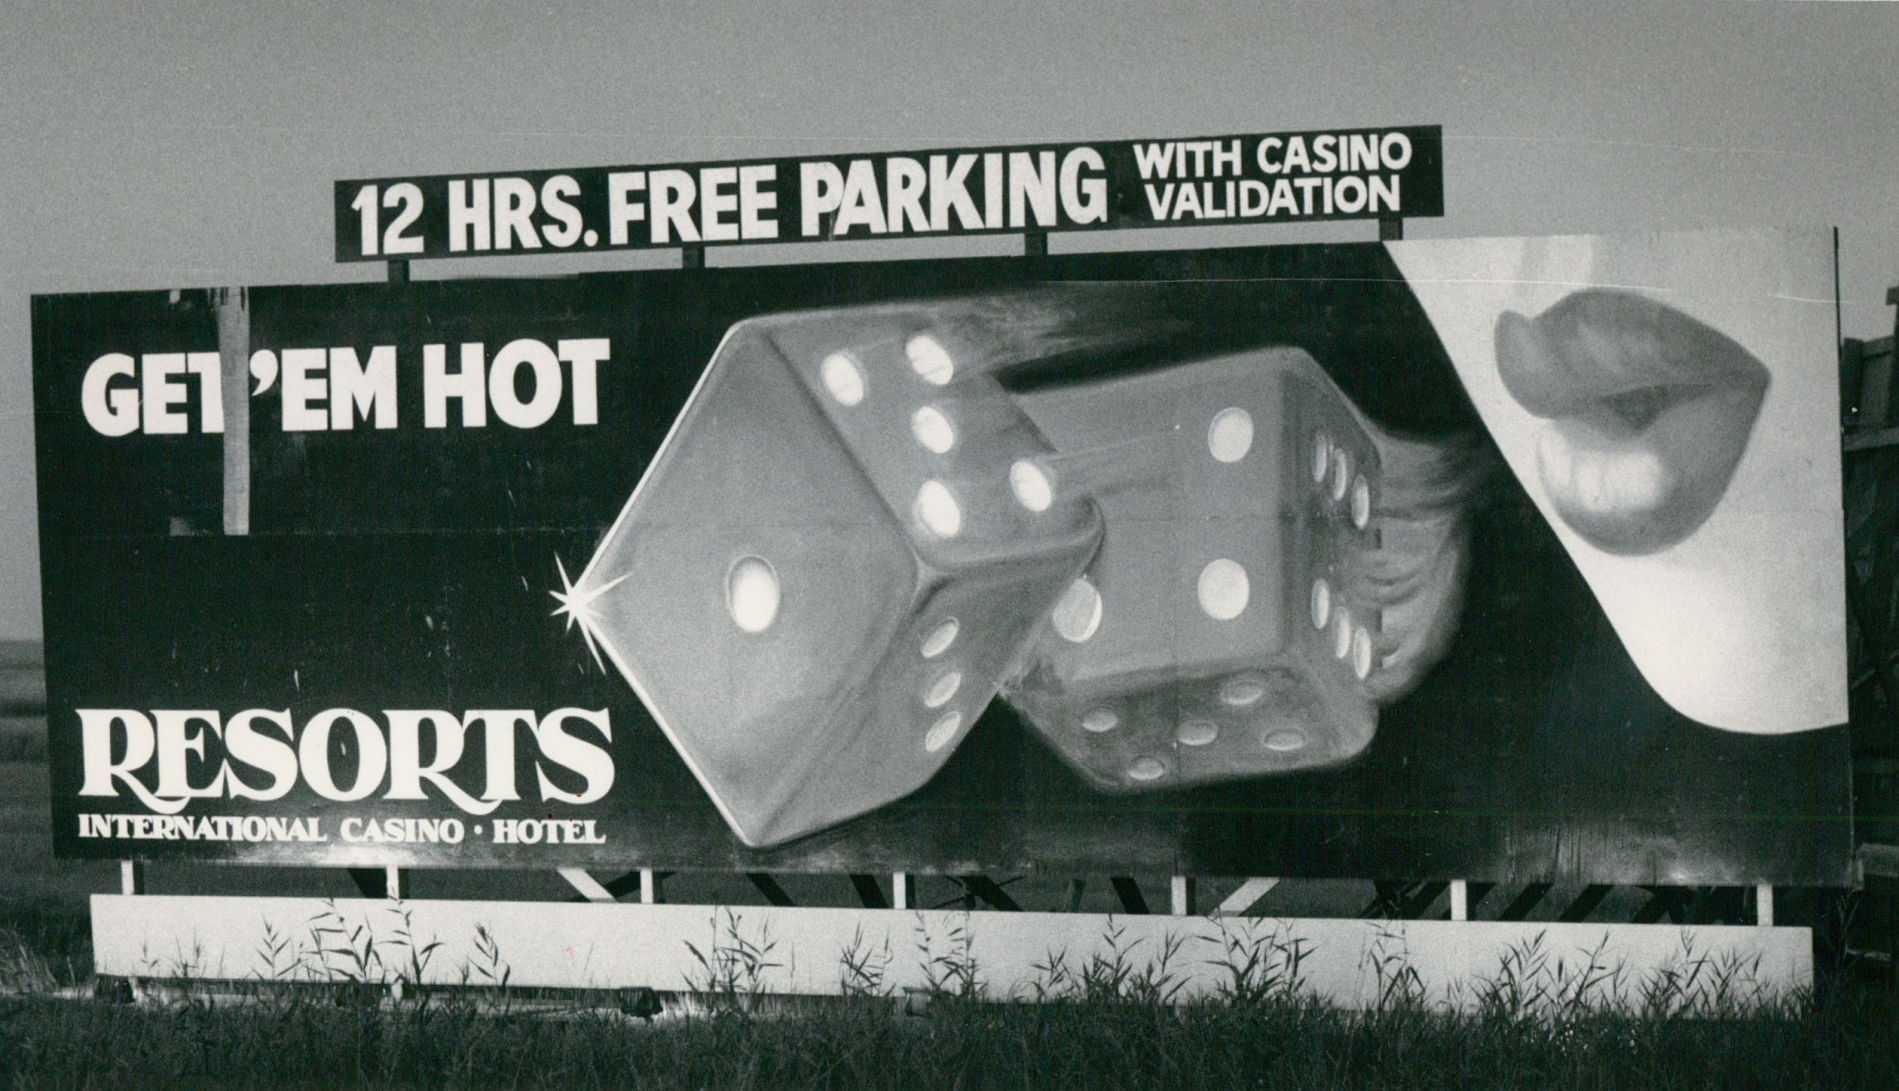 12 HRS. FREE PARKING WITH CASINO
VALIDATION
GET 'EM HOT
RESORTS
INTERNATIONAL CASINO • HOTEL